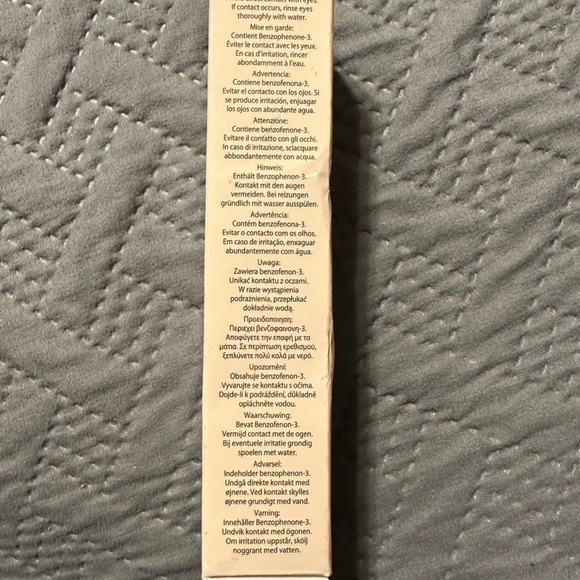 If contact occurs, rinse eyes
thoroughly with water.
Mise en garde:
Contient Benzophenone-3.
Éviter le contact avec les yeux.
En cas d'irritation, rincer
abondamment à l'eau.
Advertencia:
Contiene benzofenona-3.
Evitar el contacto con los ojos. Si
se produce irritación, enjuagar
los ojos con abundante agua.
Attenzione:
Contiene benzofenone-3.
Evitare il contatto con gli occhi.
In caso di irritazione, sciacquare
abbondantemente con acqua.
Hinweis:
Enthält Benzophenon-3.
Kontakt mit den augen
vermeiden. Bei reizungen
gründlich mit wasser ausspülen.
Advertência:
Contém benzofenona-3.
Evitar o contacto com os olhos.
Em caso de irritação, enxaguar
abundantemente com água.
Uwaga:
Zawiera benzofenon-3.
Unikać kontaktu z oczami.
W razie wystąpienia
podrażnienia, przepłukać
dokładnie wodą.
Προειδοποίηση:
Περιεχει βενζοφαινονη-3.
Αποφύγετε την επαφή με τα
μάτια. Σε περίπτωση ερεθισμού,
ξεπλύνετε πολύ καλά με νερό.
Upozornění:
Obsahuje benzofenon-3.
Vyvarujte se kontaktu s očima.
Dojde-li k podráždění, důkladně
opláchněte vodou.
Waarschuwing:
Bevat Benzofenon-3.
Vermijd contact met de ogen.
Bij eventuele irritatie grondig
spoelen met water.
Advarsel:
Indeholder benzophenon-3.
Undgå direkte kontakt med
øjnene. Ved kontakt skylles
øjnene grundigt med vand.
Varning:
Innehåller Benzophenone-3.
Undvik kontakt med ögonen.
Om irritation uppstår, skölj
noggrant med vatten.